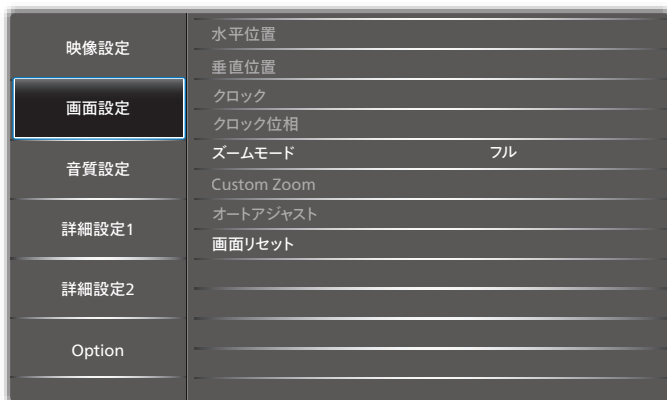 映像設定
画面設定
音質設定
詳細設定1
詳細設定2
Option
水平位置
垂直位置
クロック
クロック位相
ズームモード フル
Custom Zoom
オートアジャスト
画面リセット